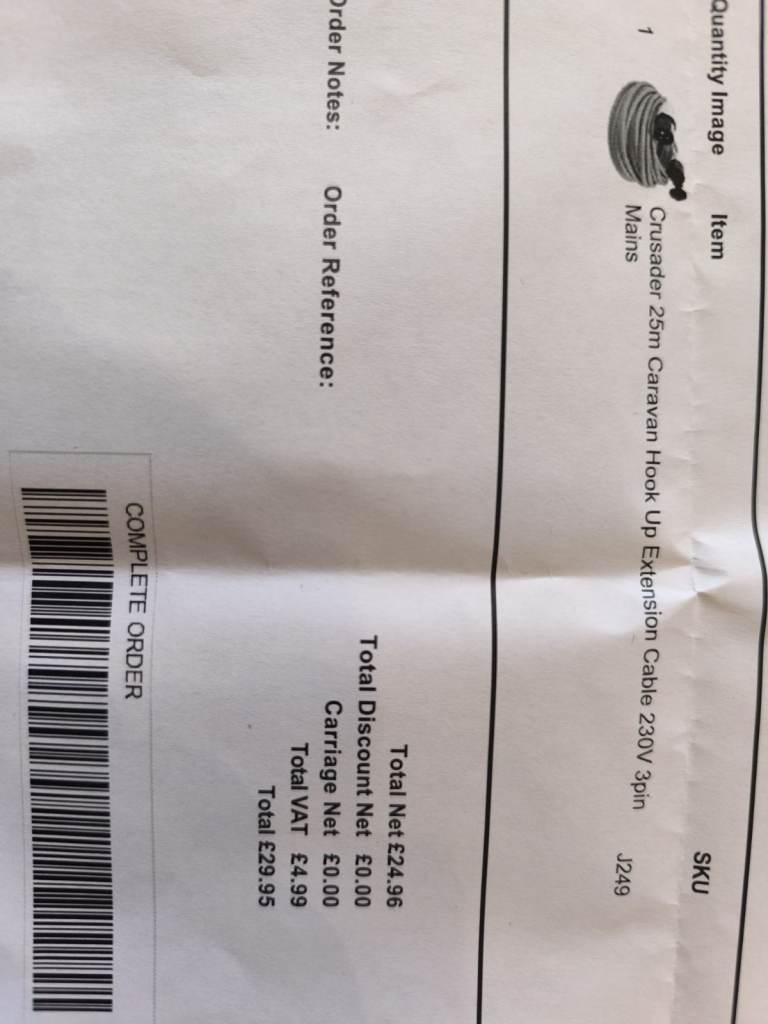 Quantity Image Item SKU
1 Crusader 25m Caravan Hook Up Extension Cable 230V 3pin J249
Mains
Order Notes: Order Reference:
Total Net £24.96
Total Discount Net £0.00
Carriage Net £0.00
Total VAT £4.99
Total £29.95
COMPLETE ORDER